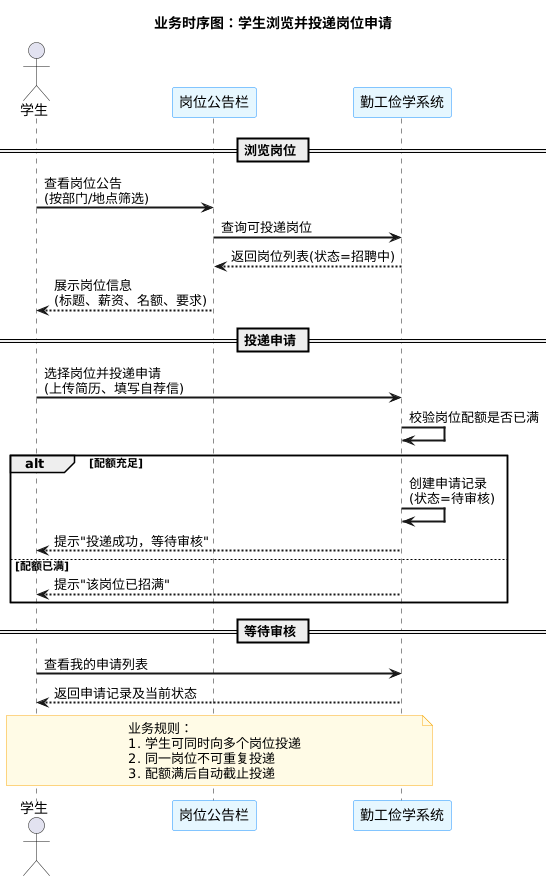 业务时序图：学生浏览并投递岗位申请
学生
岗位公告栏
勤工俭学系统
浏览岗位
查看岗位公告
(按部门/地点筛选)
查询可投递岗位
返回岗位列表(状态=招聘中)
展示岗位信息
(标题、薪资、名额、要求)
投递申请
选择岗位并投递申请
(上传简历、填写自荐信)
校验岗位配额是否已满
alt
[配额充足]
创建申请记录
(状态=待审核)
提示"投递成功，等待审核"
[配额已满]
提示"该岗位已招满"
等待审核
查看我的申请列表
返回申请记录及当前状态
业务规则：
1. 学生可同时向多个岗位投递
2. 同一岗位不可重复投递
3. 配额满后自动截止投递
学生
岗位公告栏
勤工俭学系统